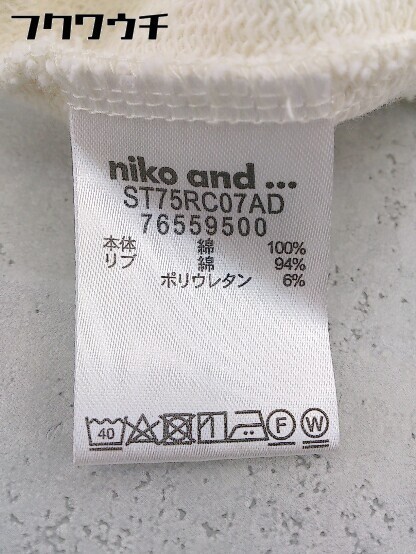 フクワウチ
niko and ...
ST75RC07AD
76559500
本体 綿 100%
リブ 綿 94%
ポリウレタン 6%
40 F W